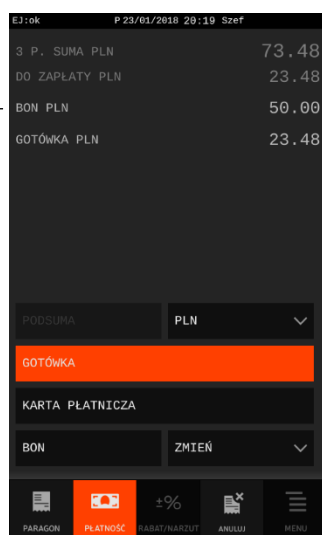 EJ:ok P 23/01/2018 20:19 Szef
3 P. SUMA PLN 73.48
DO ZAPŁATY PLN 23.48
BON PLN 50.00
GOTÓWKA PLN 23.48
PODSUMA PLN
GOTÓWKA
KARTA PŁATNICZA
BON ZMIEŃ
±%
PARAGON PŁATNOŚĆ RABAT/NARZUT ANULUJ MENU